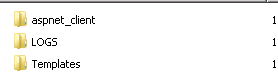 aspnet_client 1
LOGS 1
Templates 1